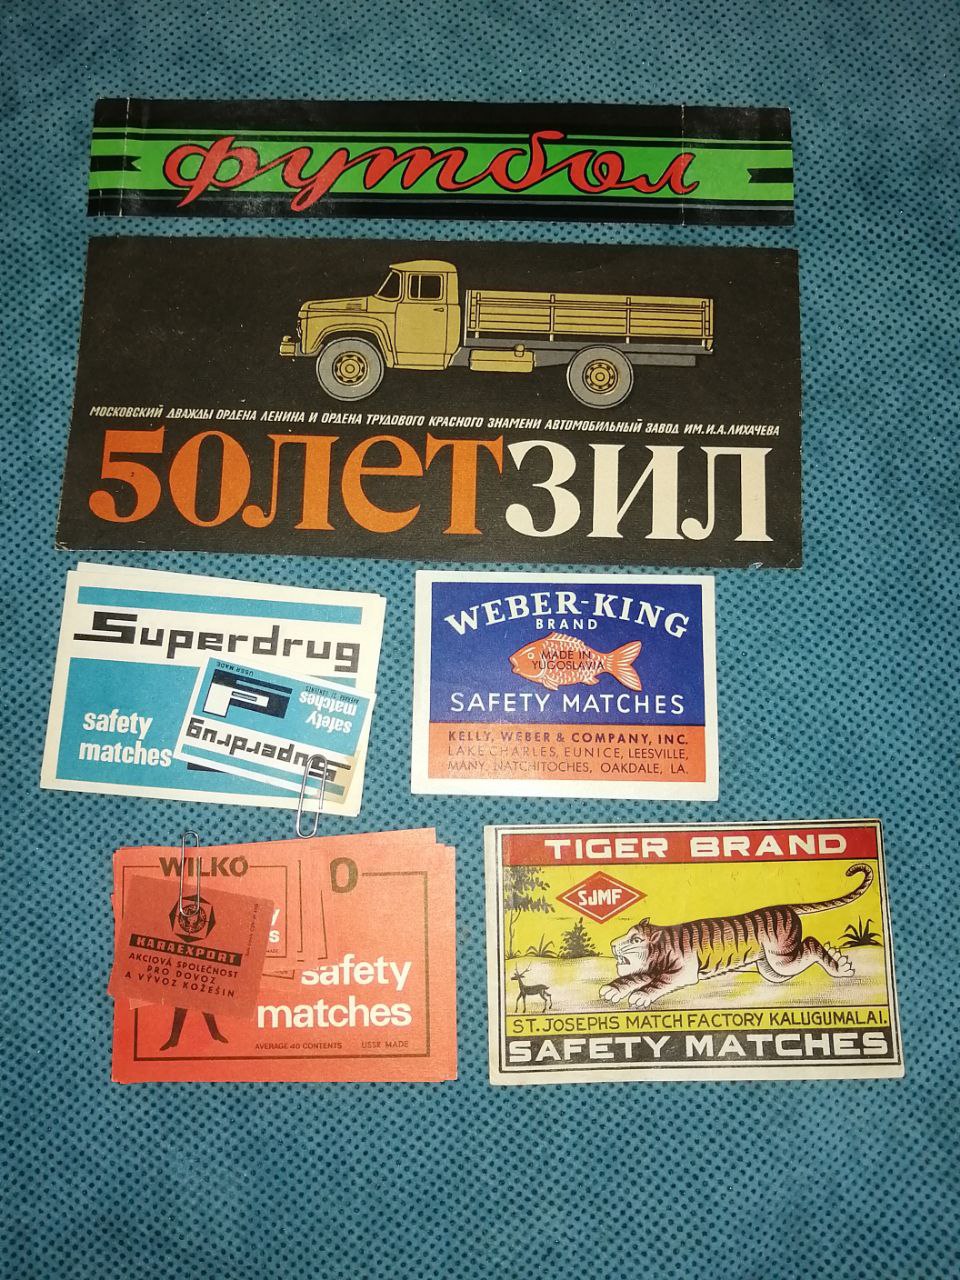 футбол
МОСКОВСКИЙ ДВАЖДЫ ОРДЕНА ЛЕНИНА И ОРДЕНА ТРУДОВОГО КРАСНОГО ЗНАМЕНИ АВТОМОБИЛЬНЫЙ ЗАВОД ИМ. И.А. ЛИХАЧЕВА
50 лет ЗИЛ
Superdrug
safety
matches
USSR MADE
safety
matches
Superdrug
WEBER-KING
BRAND
MADE IN
YUGOSLAVIA
SAFETY MATCHES
KELLY, WEBER & COMPANY, INC.
LAKE CHARLES, EUNICE, LEESVILLE,
MANY, NATCHITOCHES, OAKDALE, LA.
WILKO
O
KARAEXPORT
AKCIOVÁ SPOLEČNOST
PRO DOVOZ
A VÝVOZ KOŽEŠIN
safety
matches
AVERAGE 40 CONTENTS USSR MADE
TIGER BRAND
SJMF
ST. JOSEPHS MATCH FACTORY KALUGUMALAI.
SAFETY MATCHES